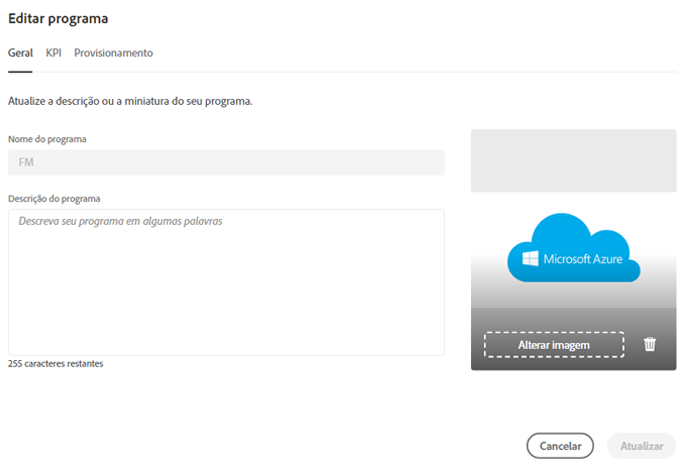 Editar programa
Geral KPI Provisionamento
Atualize a descrição ou a miniatura do seu programa.
Nome do programa
FM
Descrição do programa
Descreva seu programa em algumas palavras
255 caracteres restantes
Microsoft Azure
Alterar imagem
Cancelar Atualizar